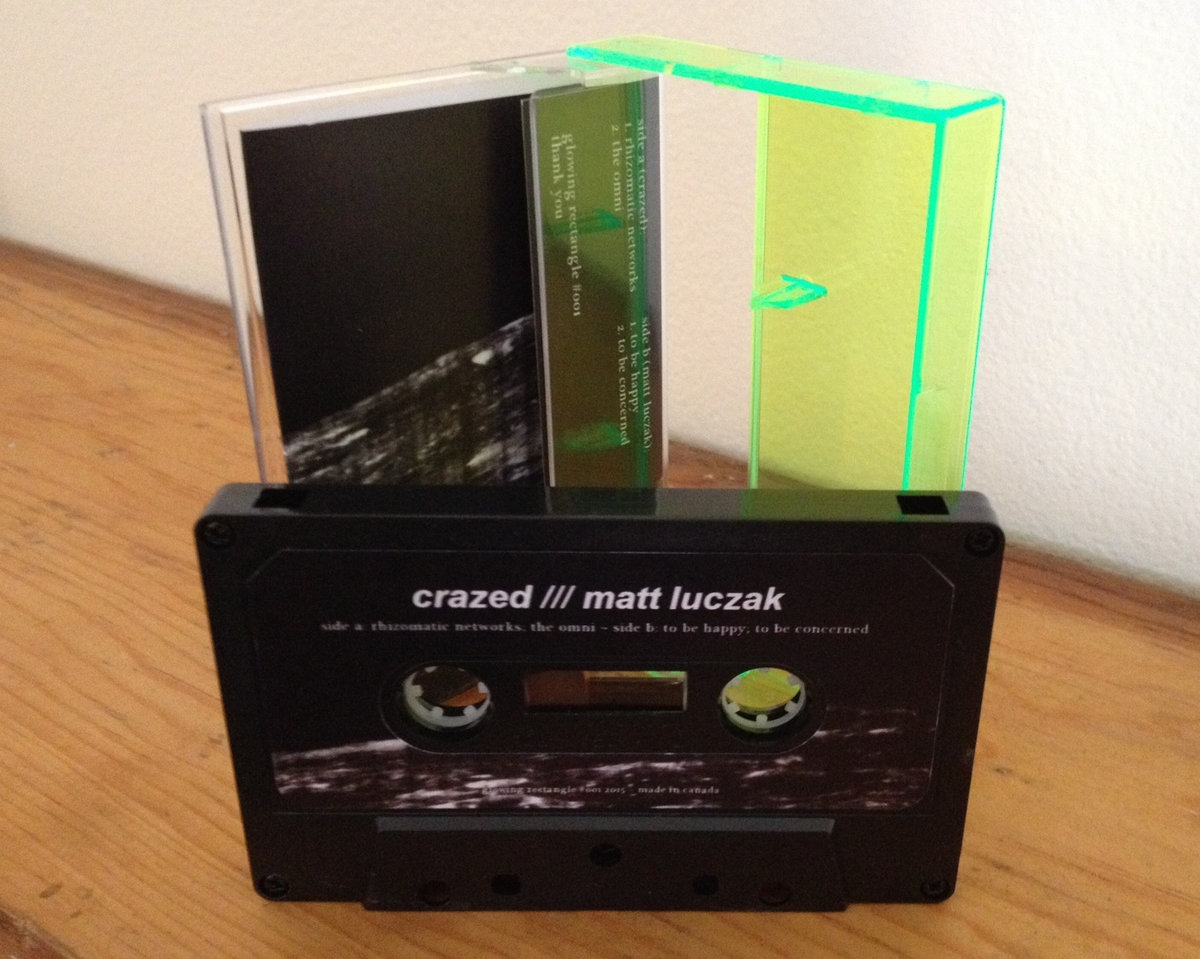 side a (crazed):
1. rhizomatic networks
2. the omni
side b (matt luczak)
1. to be happy
2. to be concerned
glowing rectangle #001
thank you
crazed /// matt luczak
side a: rhizomatic networks; the omni ~ side b: to be happy; to be concerned
glowing rectangle #001 2015 _ made in canada